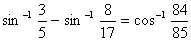 sin⁻¹ 3/5 − sin⁻¹ 8/17 = cos⁻¹ 84/85